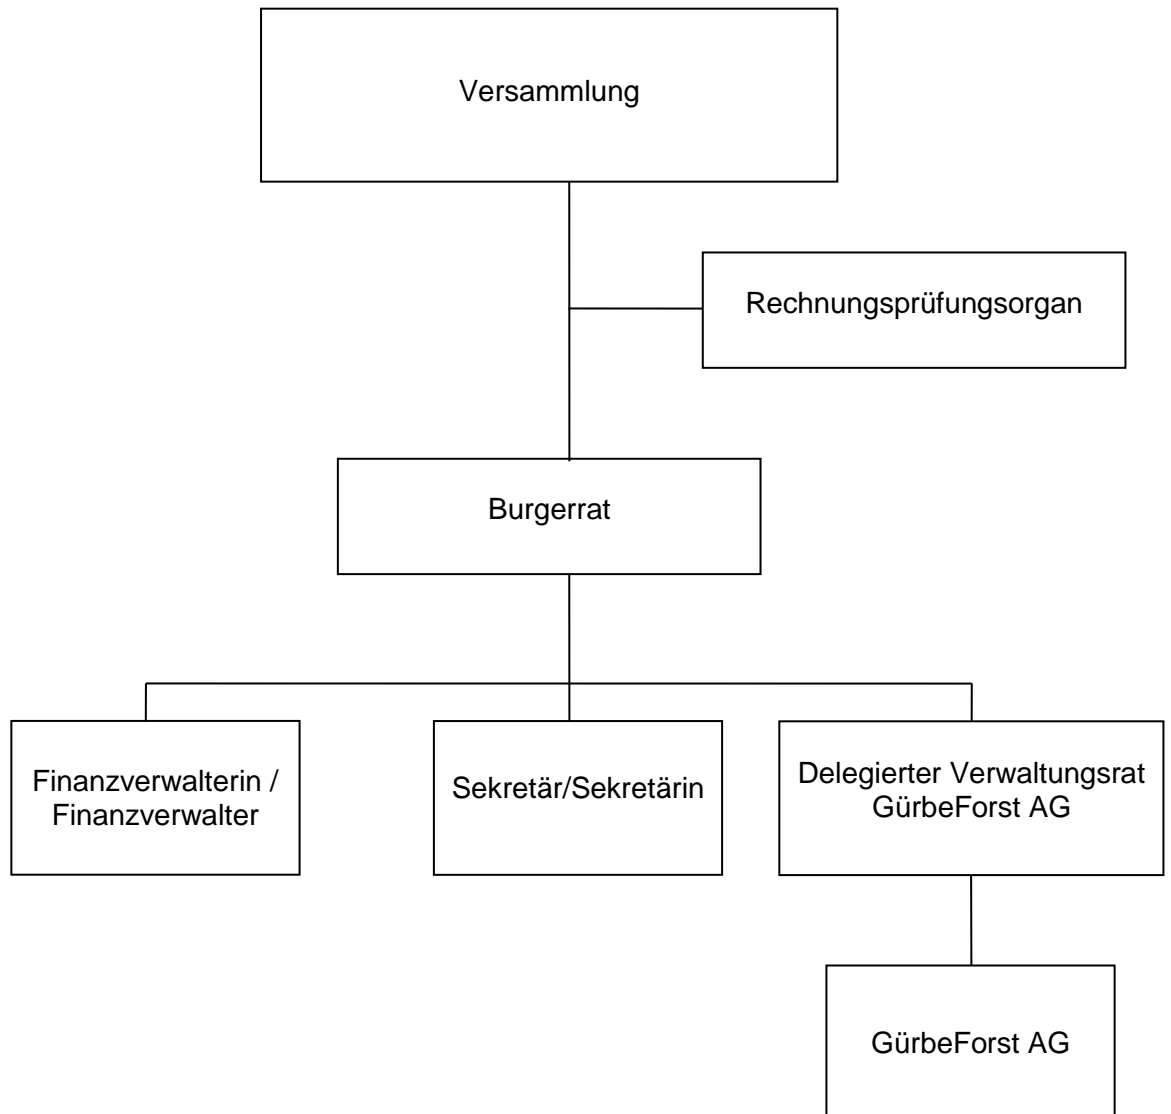 Versammlung
Rechnungsprüfungsorgan
Burgerrat
Finanzverwalterin /
Finanzverwalter
Sekretär/Sekretärin
Delegierter Verwaltungsrat
GürbeForst AG
GürbeForst AG